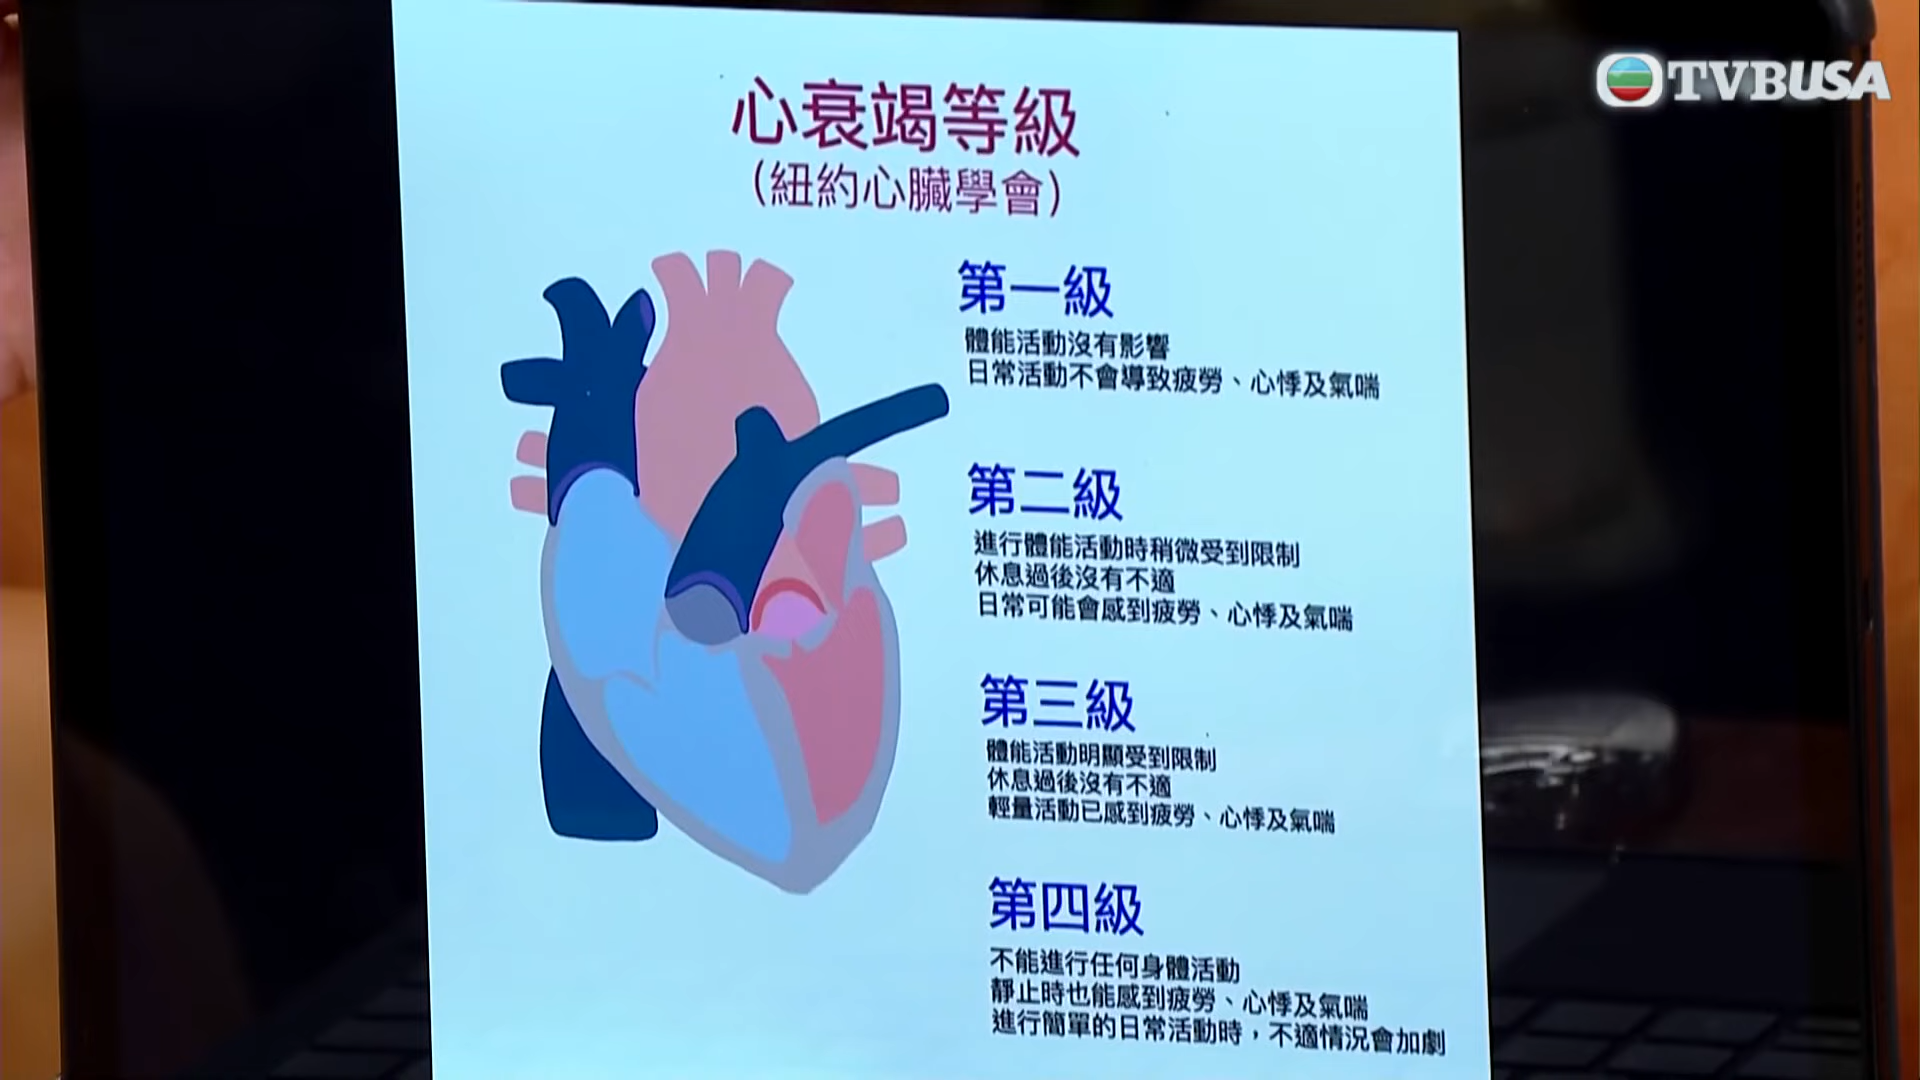 TVBUSA
心衰竭等級
(紐約心臟學會)
第一級
體能活動沒有影響
日常活動不會導致疲勞、心悸及氣喘
第二級
進行體能活動時稍微受到限制
休息過後沒有不適
日常可能會感到疲勞、心悸及氣喘
第三級
體能活動明顯受到限制
休息過後沒有不適
輕量活動已感到疲勞、心悸及氣喘
第四級
不能進行任何身體活動
靜止時也能感到疲勞、心悸及氣喘
進行簡單的日常活動時，不適情況會加劇